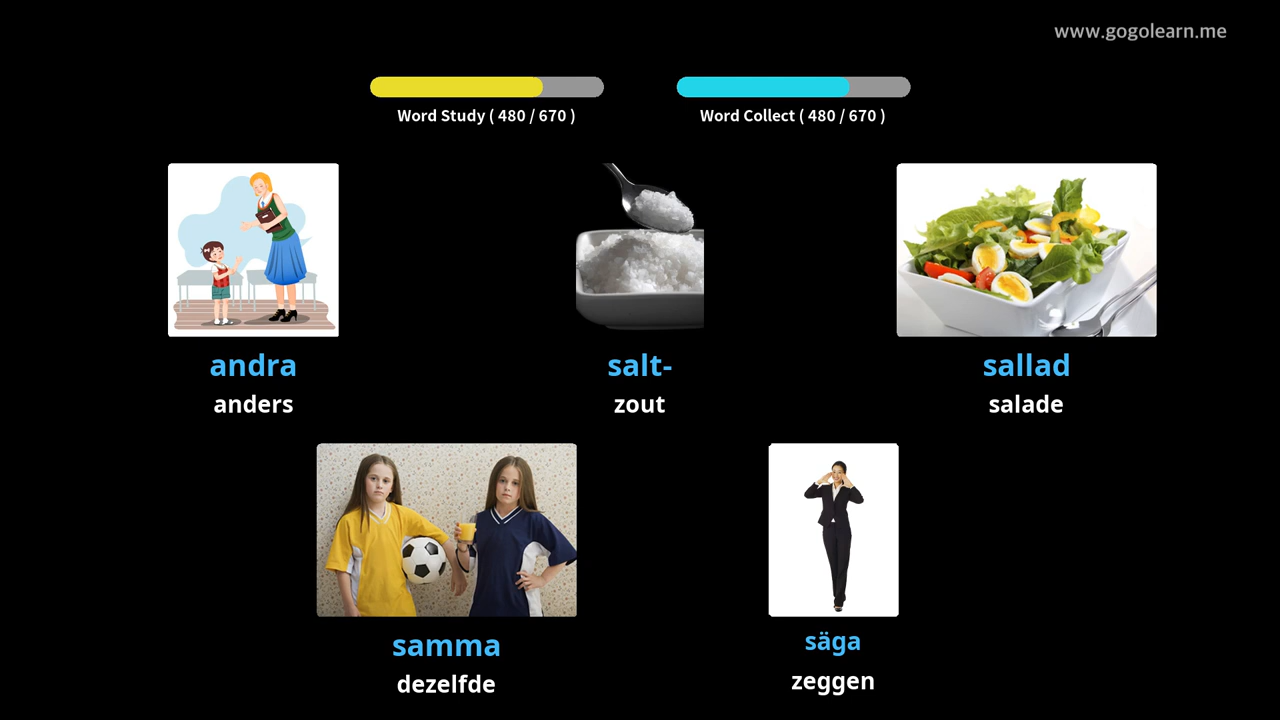 www.gogolearn.me
Word Study ( 480 / 670 )
Word Collect ( 480 / 670 )
andra
anders
salt-
zout
sallad
salade
samma
dezelfde
säga
zeggen